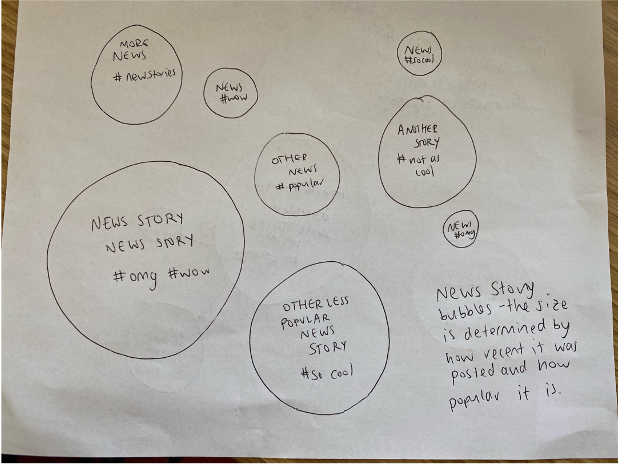 MORE
NEWS
# newstories
NEWS
#wow
NEWS
#socool
OTHER
NEWS
# popular
ANOTHER
STORY
# not as
cool
NEWS
#omg
NEWS STORY
NEWS STORY
#omg #wow
OTHER LESS
POPULAR
NEWS
STORY
#So cool
News Story
bubbles - the size
is determined by
how recent it was
posted and how
popular it is.